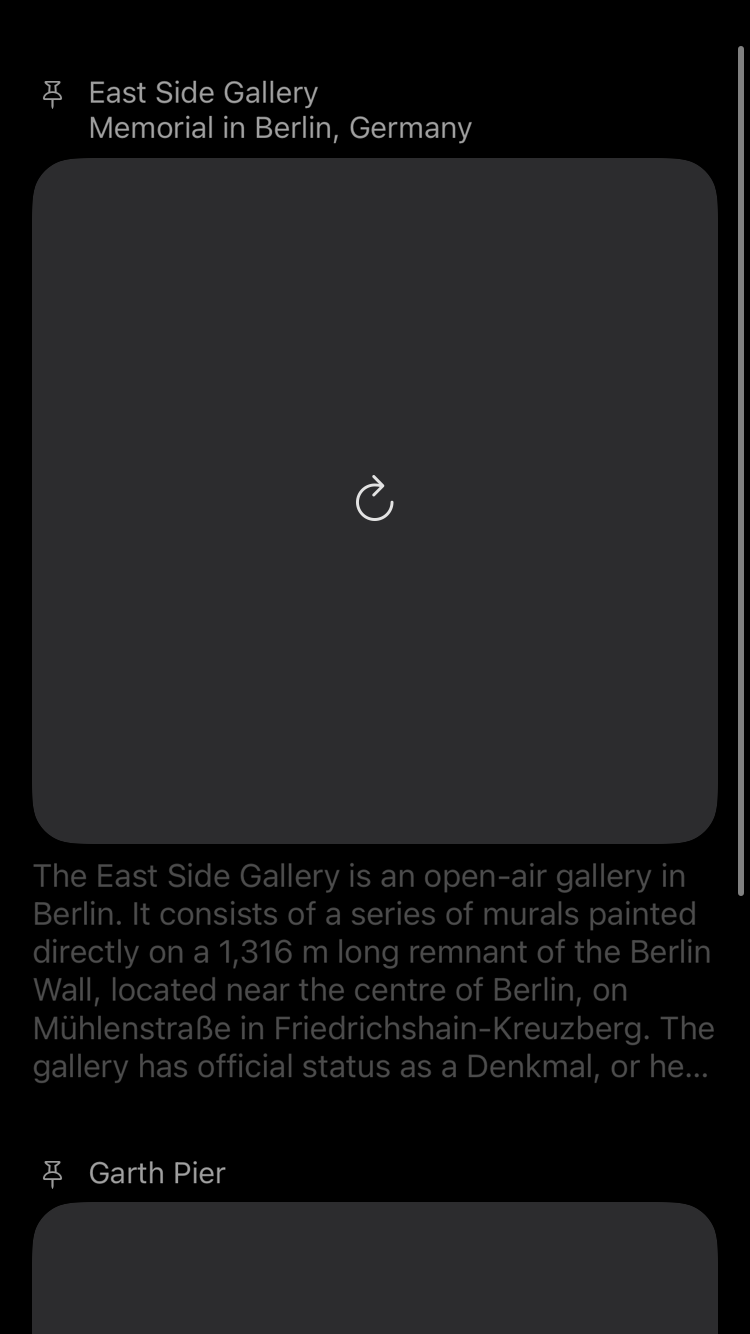 East Side Gallery
Memorial in Berlin, Germany
The East Side Gallery is an open-air gallery in
Berlin. It consists of a series of murals painted
directly on a 1,316 m long remnant of the Berlin
Wall, located near the centre of Berlin, on
Mühlenstraße in Friedrichshain-Kreuzberg. The
gallery has official status as a Denkmal, or he...
Garth Pier